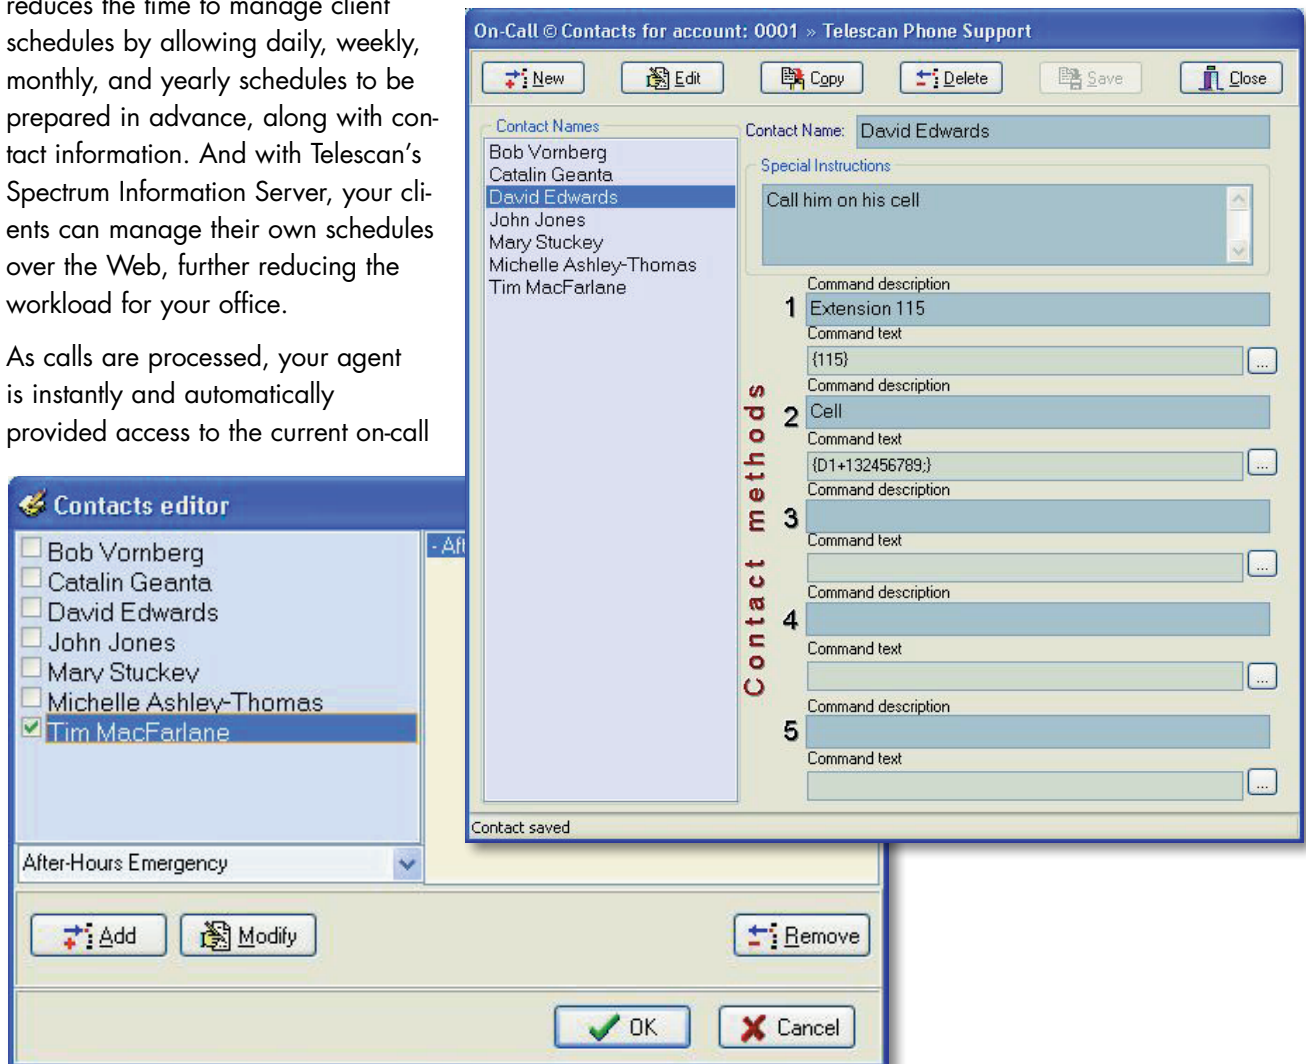 reduces the time to manage client
schedules by allowing daily, weekly,
monthly, and yearly schedules to be
prepared in advance, along with con-
tact information. And with Telescan's
Spectrum Information Server, your cli-
ents can manage their own schedules
over the Web, further reducing the
workload for your office.
As calls are processed, your agent
is instantly and automatically
provided access to the current on-call
On-Call © Contacts for account: 0001 » Telescan Phone Support
New Edit Copy Delete Save Close
Contact Names
Bob Vornberg
Catalin Geanta
David Edwards
John Jones
Mary Stuckey
Michelle Ashley-Thomas
Tim MacFarlane
Contact Name: David Edwards
Special Instructions
Call him on his cell
Contact methods
Command description
1 Extension 115
Command text
{115}
...
Command description
2 Cell
Command text
{D1+132456789;}
...
Command description
3
Command text
...
Command description
4
Command text
...
Command description
5
Command text
...
Contact saved
Contacts editor
Bob Vornberg
Catalin Geanta
David Edwards
John Jones
Mary Stuckey
Michelle Ashley-Thomas
Tim MacFarlane
After-Hours Emergency
Add Modify Remove
OK Cancel